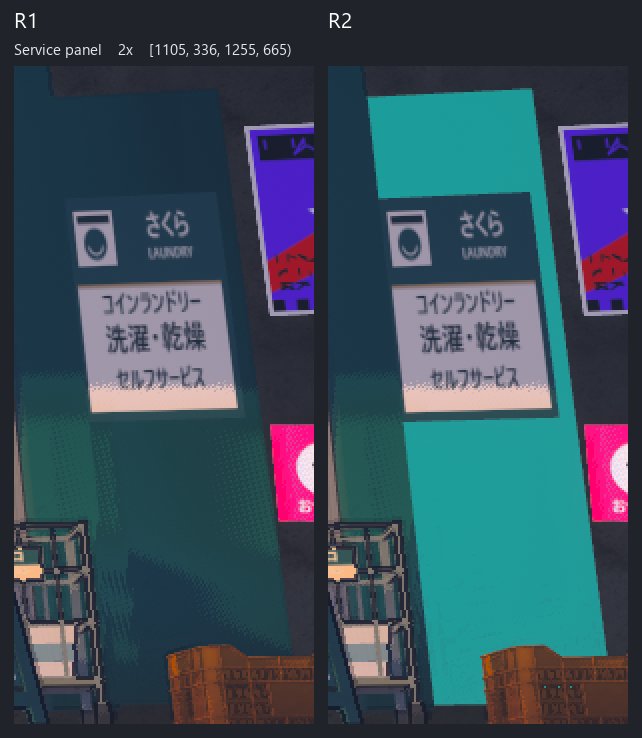 R1
R2
Service panel 2x [1105, 336, 1255, 665)
さくら
LAUNDRY
コインランドリー
洗濯・乾燥
セルフサービス
さくら
LAUNDRY
コインランドリー
洗濯・乾燥
セルフサービス